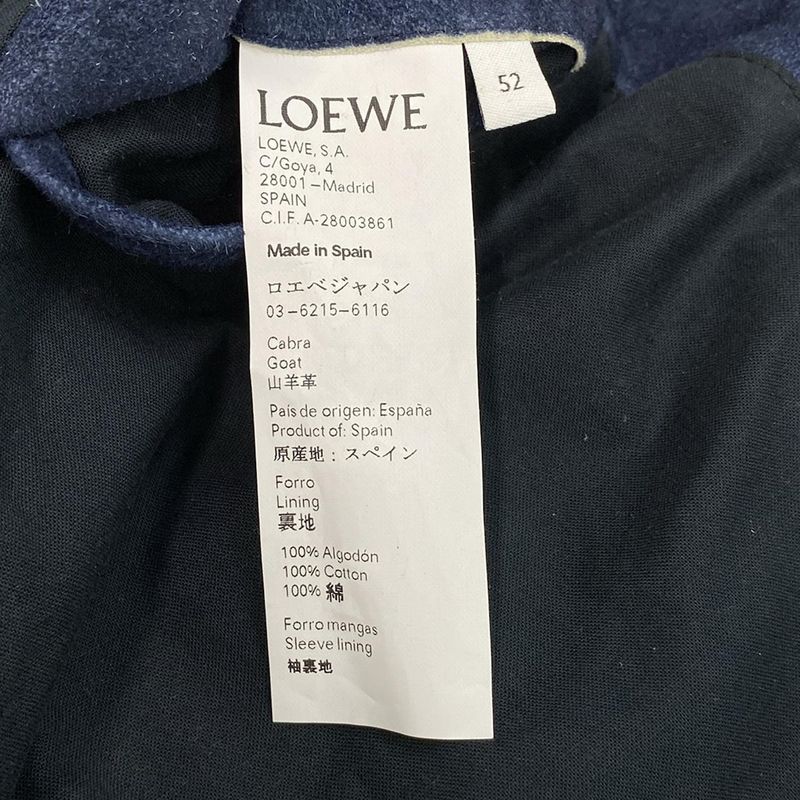 LOEWE
52
LOEWE, S.A.
C/Goya, 4
28001 – Madrid
SPAIN
C.I.F. A-28003861
Made in Spain
ロエベジャパン
03-6215-6116
Cabra
Goat
山羊革
País de origen: España
Product of: Spain
原産地：スペイン
Forro
Lining
裏地
100% Algodón
100% Cotton
100% 綿
Forro mangas
Sleeve lining
袖裏地